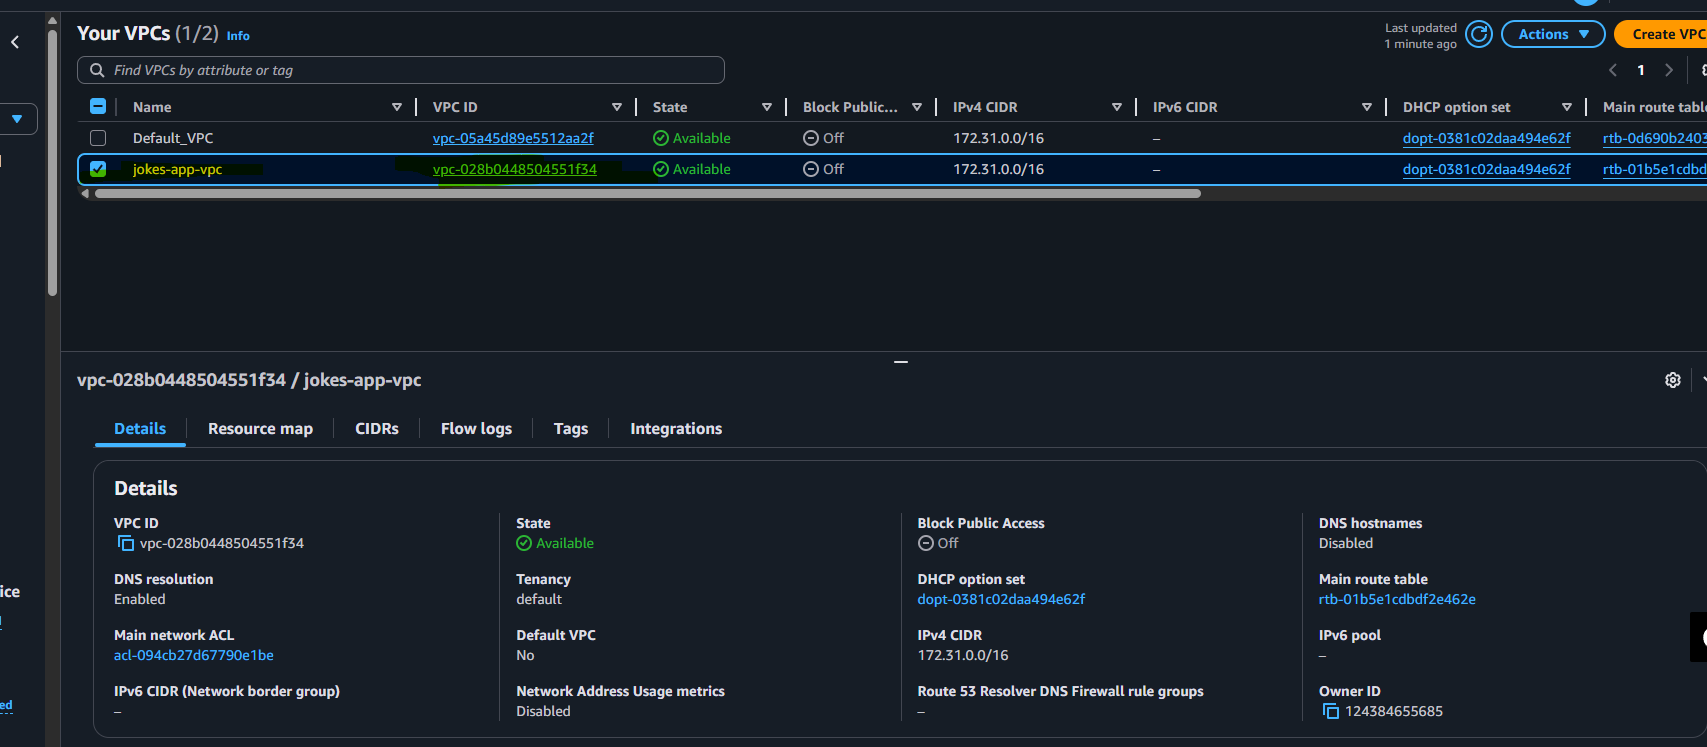 Your VPCs (1/2) Info
Last updated
1 minute ago
Actions
Create VPC
Find VPCs by attribute or tag
1
Name VPC ID State Block Public... IPv4 CIDR IPv6 CIDR DHCP option set Main route table
Default_VPC vpc-05a45d89e5512aa2f Available Off 172.31.0.0/16 – dopt-0381c02daa494e62f rtb-0d690b2403
jokes-app-vpc vpc-028b0448504551f34 Available Off 172.31.0.0/16 – dopt-0381c02daa494e62f rtb-01b5e1cdbd
vpc-028b0448504551f34 / jokes-app-vpc
Details Resource map CIDRs Flow logs Tags Integrations
Details
VPC ID State Block Public Access DNS hostnames
vpc-028b0448504551f34 Available Off Disabled
DNS resolution Tenancy DHCP option set Main route table
Enabled default dopt-0381c02daa494e62f rtb-01b5e1cdbdf2e462e
ice
Main network ACL Default VPC IPv4 CIDR IPv6 pool
acl-094cb27d67790e1be No 172.31.0.0/16 –
IPv6 CIDR (Network border group) Network Address Usage metrics Route 53 Resolver DNS Firewall rule groups Owner ID
– Disabled – 124384655685
ed